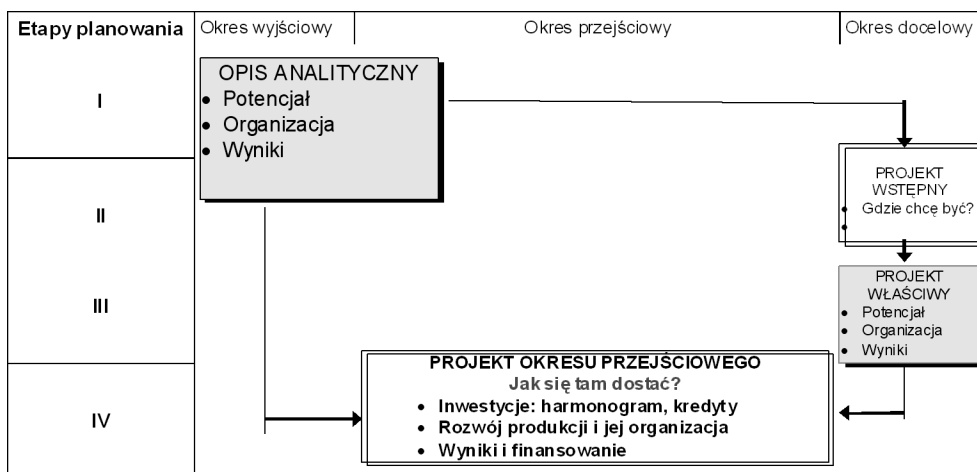 Etapy planowania
Okres wyjściowy
Okres przejściowy
Okres docelowy
I
OPIS ANALITYCZNY
• Potencjał
• Organizacja
• Wyniki
II
PROJEKT
WSTĘPNY
• Gdzie chcę być?
•
III
PROJEKT
WŁAŚCIWY
• Potencjał
• Organizacja
• Wyniki
IV
PROJEKT OKRESU PRZEJŚCIOWEGO
Jak się tam dostać?
• Inwestycje: harmonogram, kredyty
• Rozwój produkcji i jej organizacja
• Wyniki i finansowanie